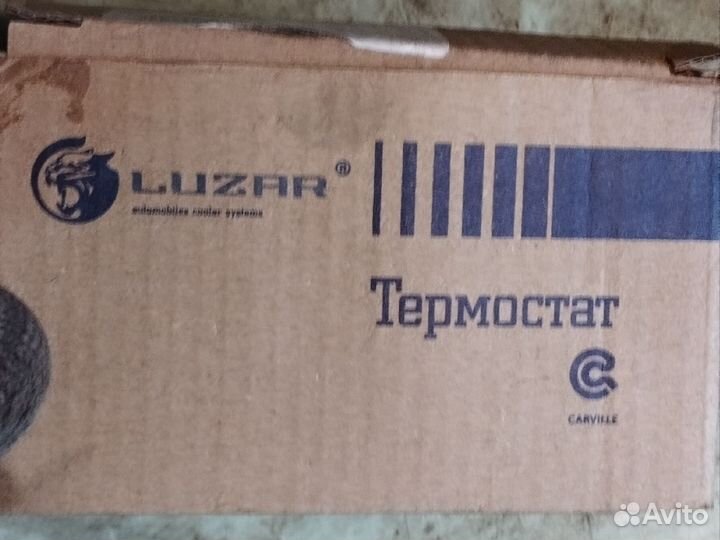 LUZAR®
automobiles cooler systems
Термостат
CARVILLE
Avito